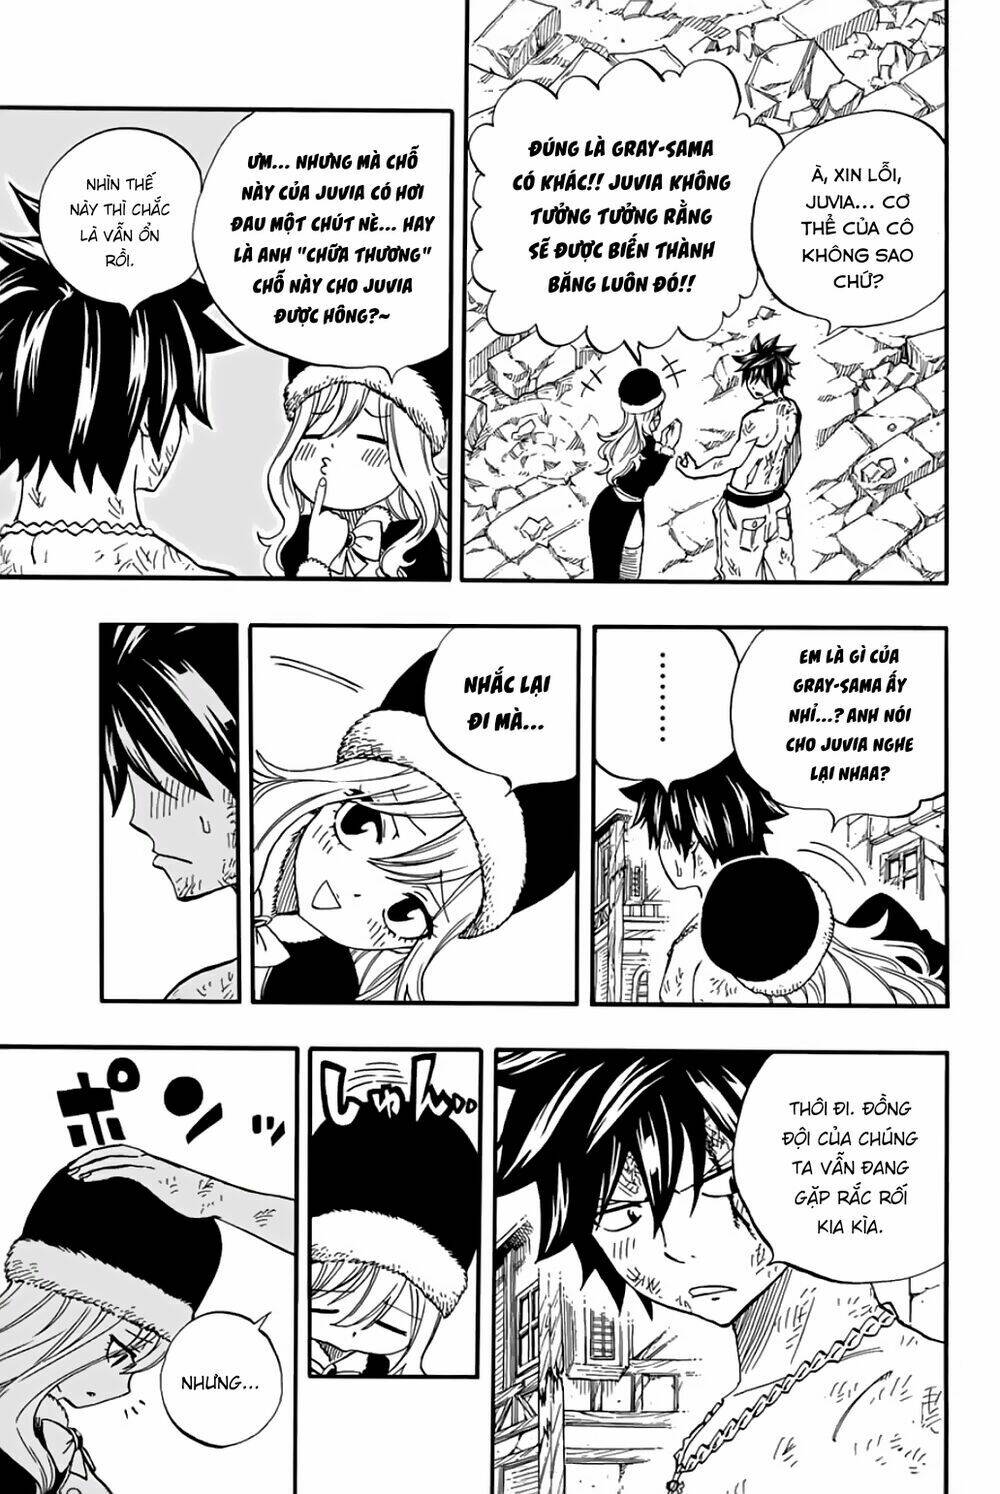 À, XIN LỖI,
JUVIA... CƠ
THỂ CỦA CÔ
KHÔNG SAO
CHỨ?
ĐÚNG LÀ GRAY-SAMA
CÓ KHÁC!! JUVIA KHÔNG
TƯỞNG TƯỞNG RẰNG
SẼ ĐƯỢC BIẾN THÀNH
BĂNG LUÔN ĐÓ!!
ƯM... NHƯNG MÀ CHỖ
NÀY CỦA JUVIA CÓ HƠI
ĐAU MỘT CHÚT NÈ... HAY
LÀ ANH "CHỮA THƯƠNG"
CHỖ NÀY CHO JUVIA
ĐƯỢC HÔNG?~
NHÌN THẾ
NÀY THÌ CHẮC
LÀ VẪN ỔN
RỒI.
EM LÀ GÌ CỦA
GRAY-SAMA ẤY
NHỈ...? ANH NÓI
CHO JUVIA NGHE
LẠI NHAA?
........
NHẮC LẠI
ĐI MÀ...
THÔI ĐI. ĐỒNG
ĐỘI CỦA CHÚNG
TA VẪN ĐANG
GẶP RẮC RỐI
KIA KÌA.
しゅん...
ポンッ
NHƯNG...